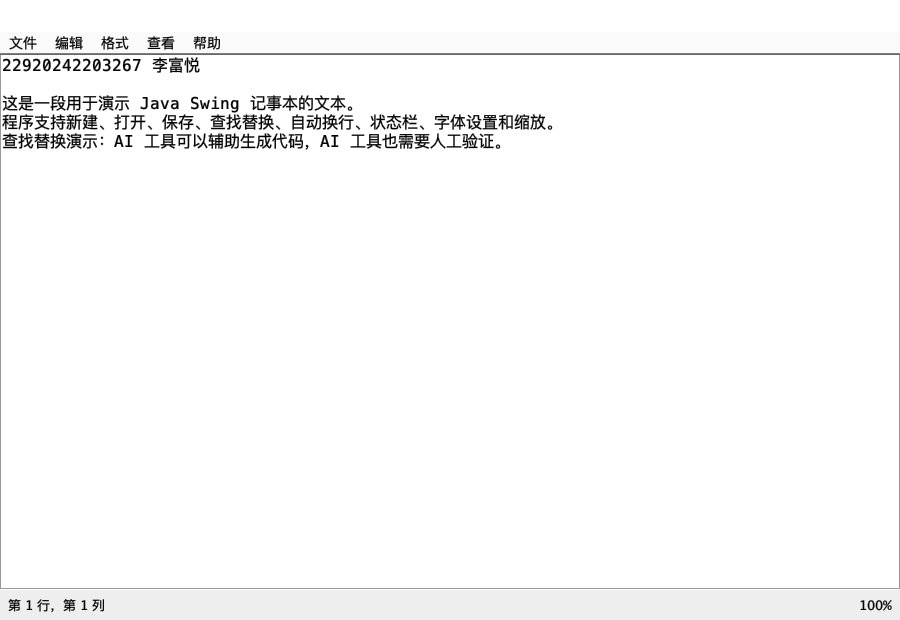 文件 编辑 格式 查看 帮助
22920242203267 李富悦
这是一段用于演示 Java Swing 记事本的文本。
程序支持新建、打开、保存、查找替换、自动换行、状态栏、字体设置和缩放。
查找替换演示：AI 工具可以辅助生成代码，AI 工具也需要人工验证。
第 1 行，第 1 列 100%